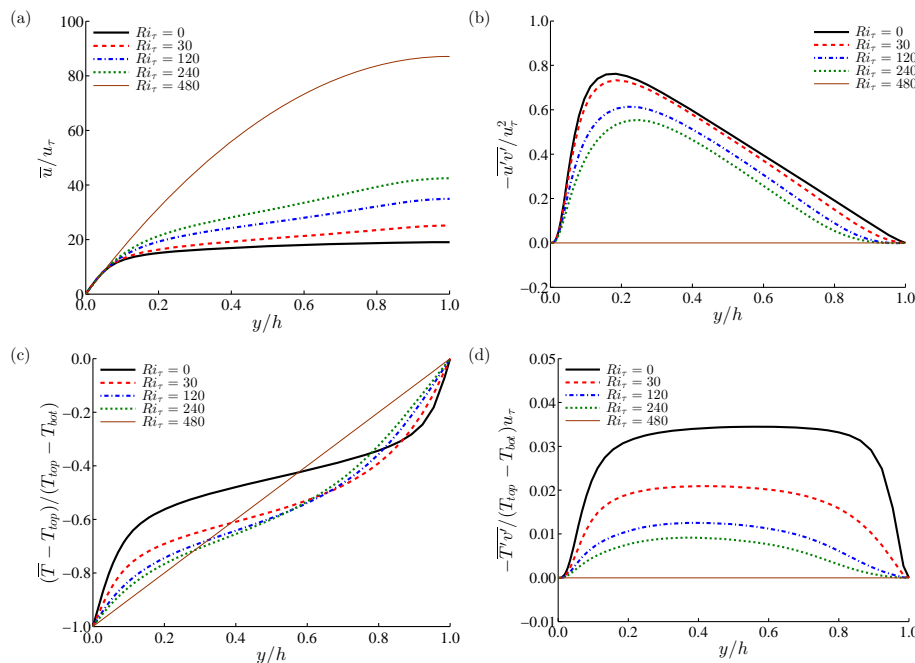 (a)
100
80
60
40
20
0
0.0 0.2 0.4 0.6 0.8 1.0
y/h
u̅/u_τ
Ri_τ = 0
Ri_τ = 30
Ri_τ = 120
Ri_τ = 240
Ri_τ = 480
(b)
1.0
0.8
0.6
0.4
0.2
0.0
−0.2
0.0 0.2 0.4 0.6 0.8 1.0
y/h
−u′v′̅/u_τ²
Ri_τ = 0
Ri_τ = 30
Ri_τ = 120
Ri_τ = 240
Ri_τ = 480
(c)
0.0
−0.2
−0.4
−0.6
−0.8
−1.0
0.0 0.2 0.4 0.6 0.8 1.0
y/h
(T̅ − T_top)/(T_top − T_bot)
Ri_τ = 0
Ri_τ = 30
Ri_τ = 120
Ri_τ = 240
Ri_τ = 480
(d)
0.05
0.04
0.03
0.02
0.01
0.00
−0.01
0.0 0.2 0.4 0.6 0.8 1.0
y/h
−T′v′̅/(T_top − T_bot)u_τ
Ri_τ = 0
Ri_τ = 30
Ri_τ = 120
Ri_τ = 240
Ri_τ = 480